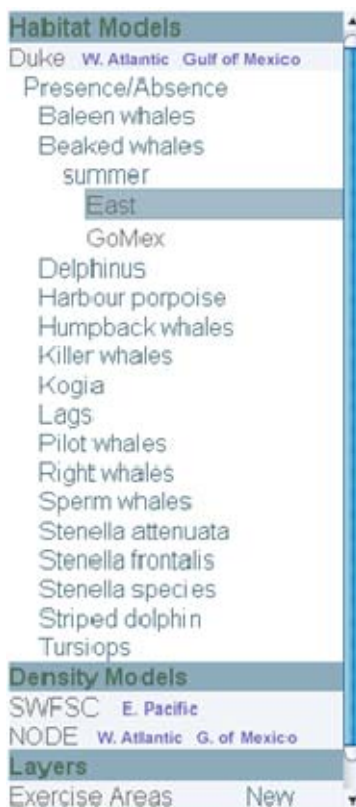 Habitat Models
Duke W. Atlantic Gulf of Mexico
Presence/Absence
Baleen whales
Beaked whales
summer
East
GoMex
Delphinus
Harbour porpoise
Humpback whales
Killer whales
Kogia
Lags
Pilot whales
Right whales
Sperm whales
Stenella attenuata
Stenella frontalis
Stenella species
Striped dolphin
Tursiops
Density Models
SWFSC E. Pacific
NODE W. Atlantic G. of Mexico
Layers
Exercise Areas New